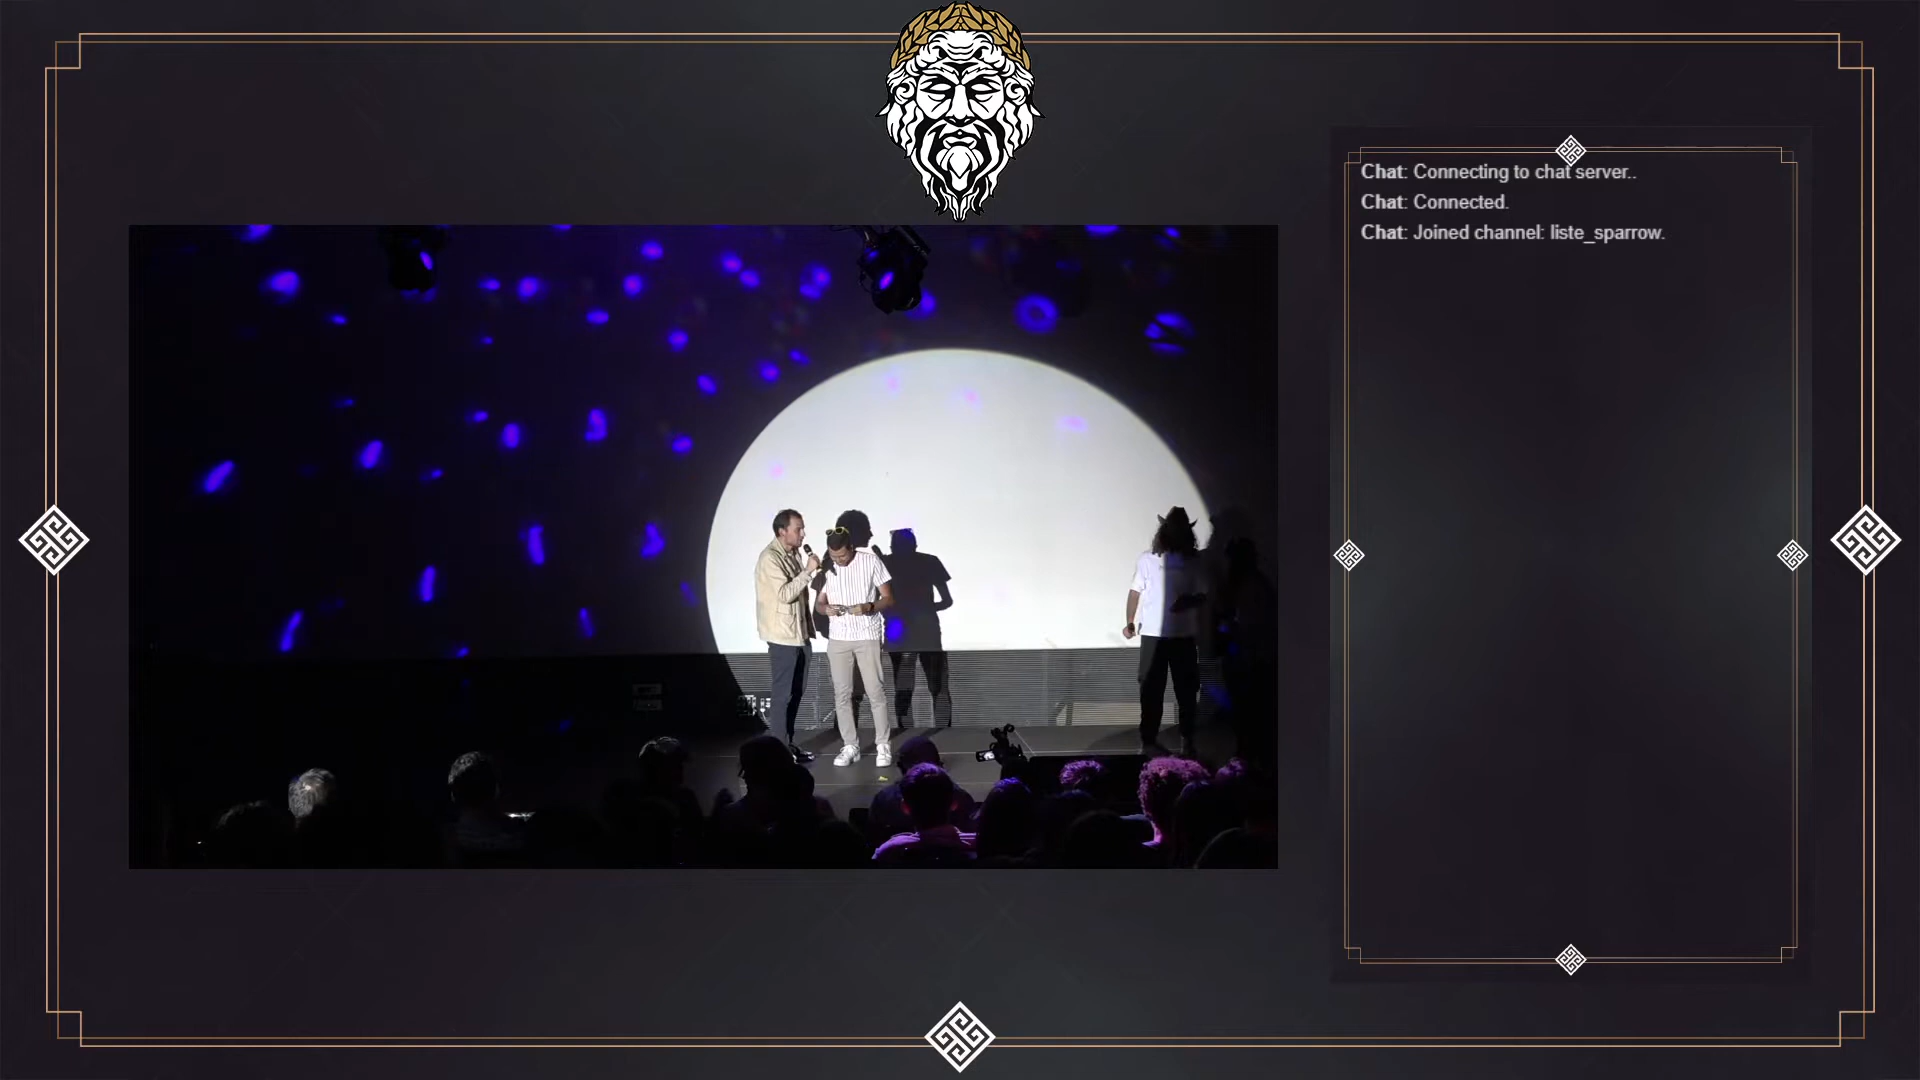 Chat: Connecting to chat server..
Chat: Connected.
Chat: Joined channel: liste_sparrow.